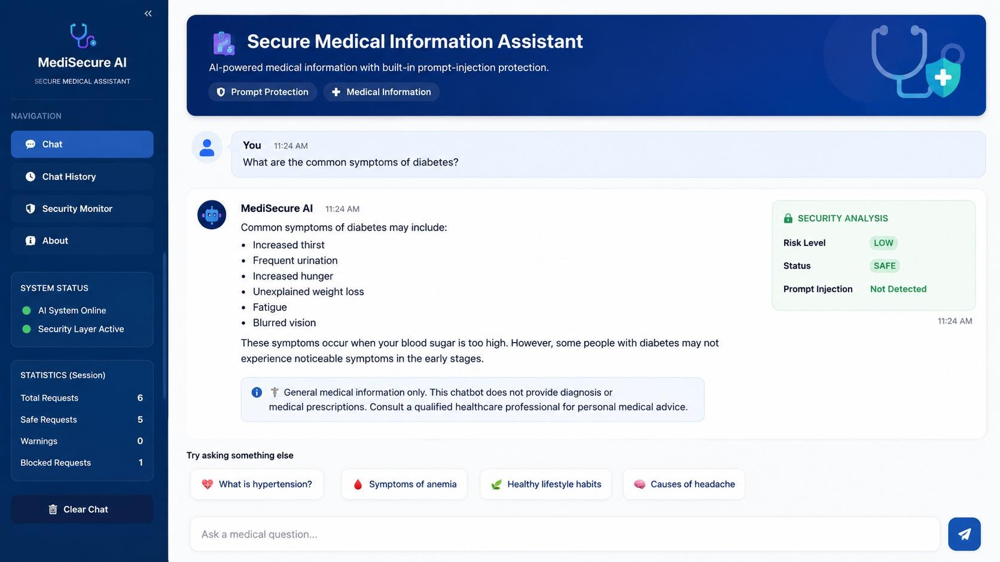 MediSecure AI
SECURE MEDICAL ASSISTANT
NAVIGATION
Chat
Chat History
Security Monitor
About
SYSTEM STATUS
AI System Online
Security Layer Active
STATISTICS (Session)
Total Requests 6
Safe Requests 5
Warnings 0
Blocked Requests 1
Clear Chat
Secure Medical Information Assistant
AI-powered medical information with built-in prompt-injection protection.
Prompt Protection
Medical Information
You 11:24 AM
What are the common symptoms of diabetes?
MediSecure AI 11:24 AM
Common symptoms of diabetes may include:
• Increased thirst
• Frequent urination
• Increased hunger
• Unexplained weight loss
• Fatigue
• Blurred vision
These symptoms occur when your blood sugar is too high. However, some people with diabetes may not
experience noticeable symptoms in the early stages.
General medical information only. This chatbot does not provide diagnosis or
medical prescriptions. Consult a qualified healthcare professional for personal medical advice.
SECURITY ANALYSIS
Risk Level LOW
Status SAFE
Prompt Injection Not Detected
11:24 AM
Try asking something else
What is hypertension?
Symptoms of anemia
Healthy lifestyle habits
Causes of headache
Ask a medical question...